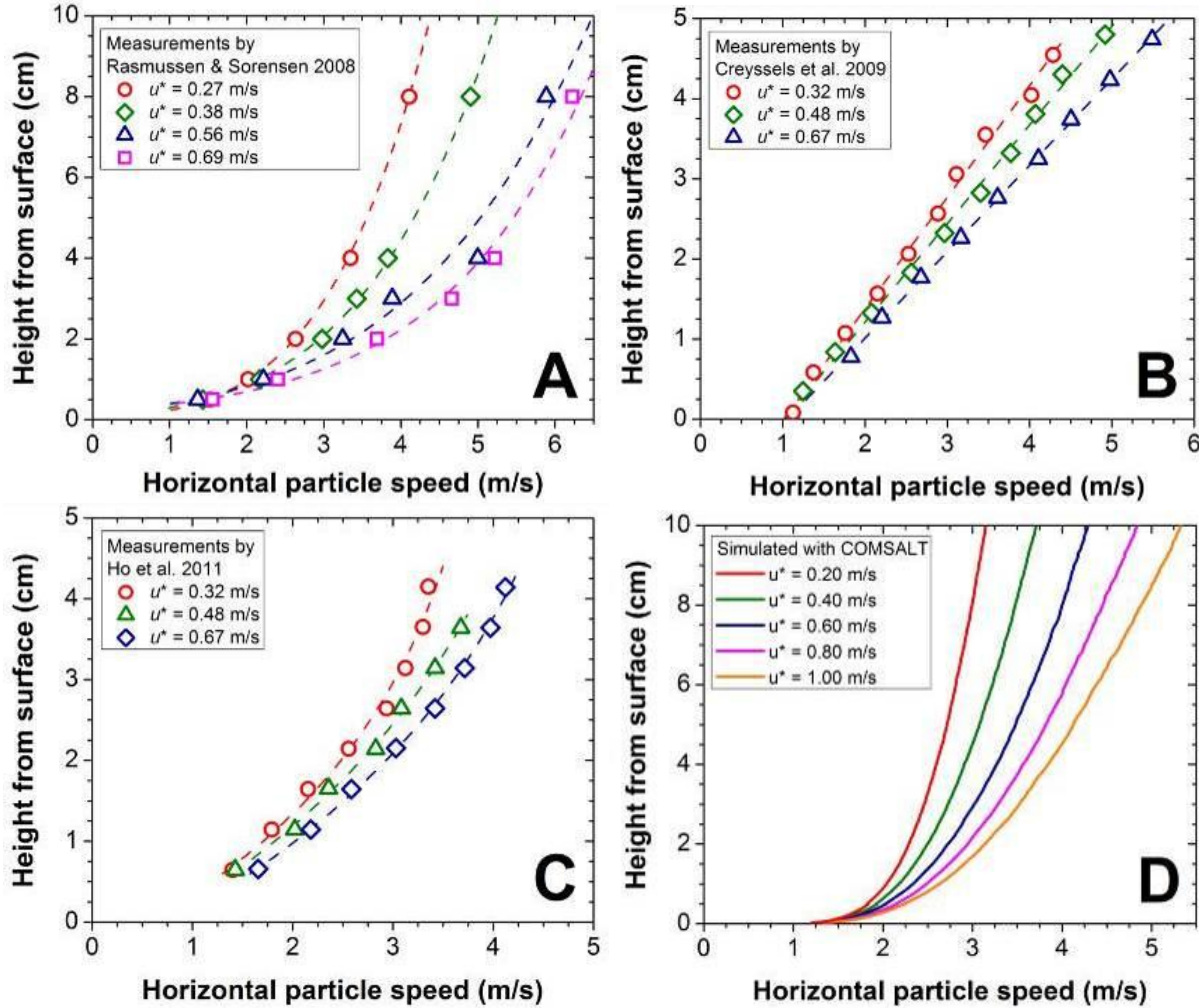 10
8
6
4
2
0
Height from surface (cm)
Measurements by
Rasmussen & Sorensen 2008
u* = 0.27 m/s
u* = 0.38 m/s
u* = 0.56 m/s
u* = 0.69 m/s
A
0 1 2 3 4 5 6
Horizontal particle speed (m/s)
5
4
3
2
1
0
Height from surface (cm)
Measurements by
Creyssels et al. 2009
u* = 0.32 m/s
u* = 0.48 m/s
u* = 0.67 m/s
B
0 1 2 3 4 5 6
Horizontal particle speed (m/s)
5
4
3
2
1
0
Height from surface (cm)
Measurements by
Ho et al. 2011
u* = 0.32 m/s
u* = 0.48 m/s
u* = 0.67 m/s
C
0 1 2 3 4 5
Horizontal particle speed (m/s)
10
8
6
4
2
0
Height from surface (cm)
Simulated with COMSALT
u* = 0.20 m/s
u* = 0.40 m/s
u* = 0.60 m/s
u* = 0.80 m/s
u* = 1.00 m/s
D
0 1 2 3 4 5
Horizontal particle speed (m/s)